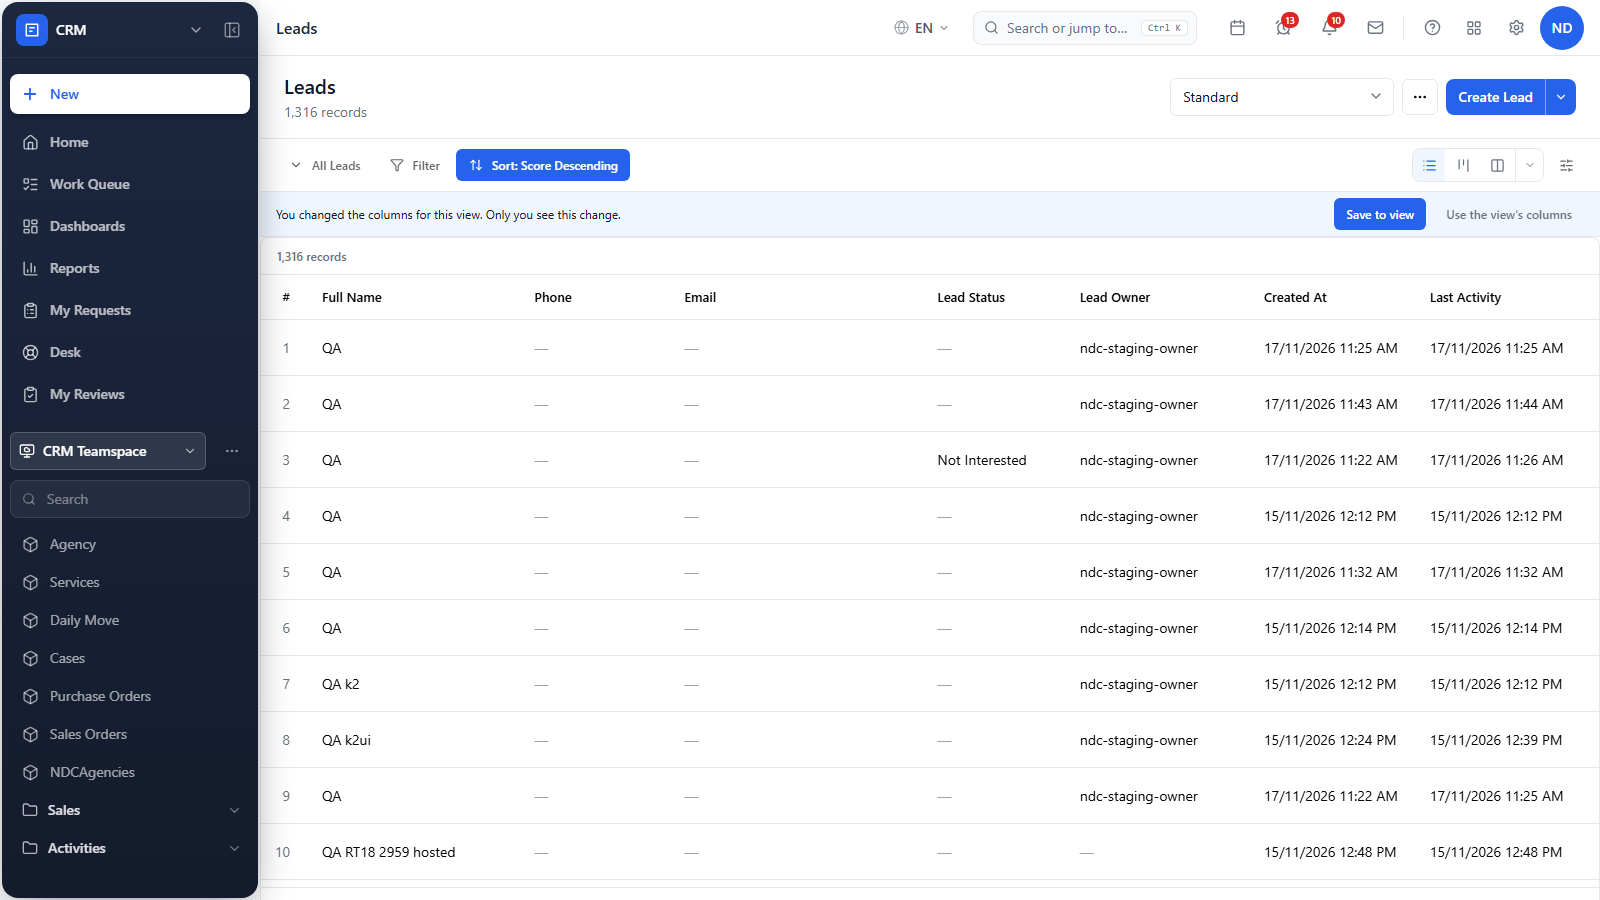 CRM
Leads
EN
Search or jump to...
Ctrl K
13
10
ND
New
Home
Work Queue
Dashboards
Reports
My Requests
Desk
My Reviews
CRM Teamspace
Search
Agency
Services
Daily Move
Cases
Purchase Orders
Sales Orders
NDCAgencies
Sales
Activities
Leads
1,316 records
Standard
Create Lead
All Leads
Filter
Sort: Score Descending
You changed the columns for this view. Only you see this change.
Save to view
Use the view's columns
1,316 records
# Full Name Phone Email Lead Status Lead Owner Created At Last Activity
1 QA — — — ndc-staging-owner 17/11/2026 11:25 AM 17/11/2026 11:25 AM
2 QA — — — ndc-staging-owner 17/11/2026 11:43 AM 17/11/2026 11:44 AM
3 QA — — Not Interested ndc-staging-owner 17/11/2026 11:22 AM 17/11/2026 11:26 AM
4 QA — — — ndc-staging-owner 15/11/2026 12:12 PM 15/11/2026 12:12 PM
5 QA — — — ndc-staging-owner 17/11/2026 11:32 AM 17/11/2026 11:32 AM
6 QA — — — ndc-staging-owner 15/11/2026 12:14 PM 15/11/2026 12:14 PM
7 QA k2 — — — ndc-staging-owner 15/11/2026 12:12 PM 15/11/2026 12:12 PM
8 QA k2ui — — — ndc-staging-owner 15/11/2026 12:24 PM 15/11/2026 12:39 PM
9 QA — — — ndc-staging-owner 17/11/2026 11:22 AM 17/11/2026 11:25 AM
10 QA RT18 2959 hosted — — — — 15/11/2026 12:48 PM 15/11/2026 12:48 PM